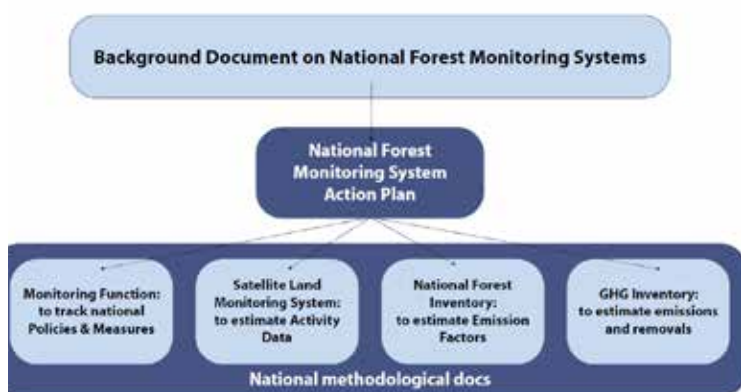 Background Document on National Forest Monitoring Systems
National Forest
Monitoring System
Action Plan
Monitoring Function:
to track national
Policies & Measures
Satellite Land
Monitoring System:
to estimate Activity
Data
National Forest
Inventory:
to estimate Emission
Factors
GHG Inventory:
to estimate emissions
and removals
National methodological docs